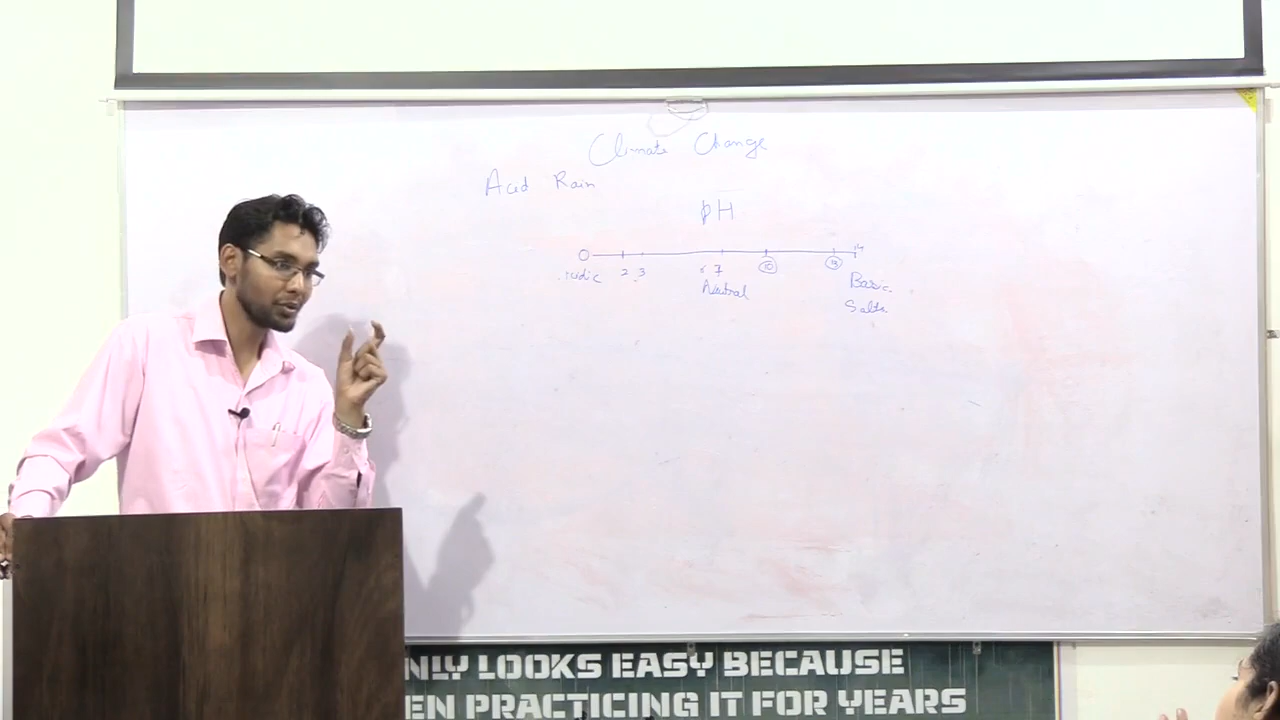 Climate Change
Acid Rain
pH
0 2 3 7 10 13 14
Neutral
Basic
Salts
NLY LOOKS EASY BECAUSE
EN PRACTICING IT FOR YEARS